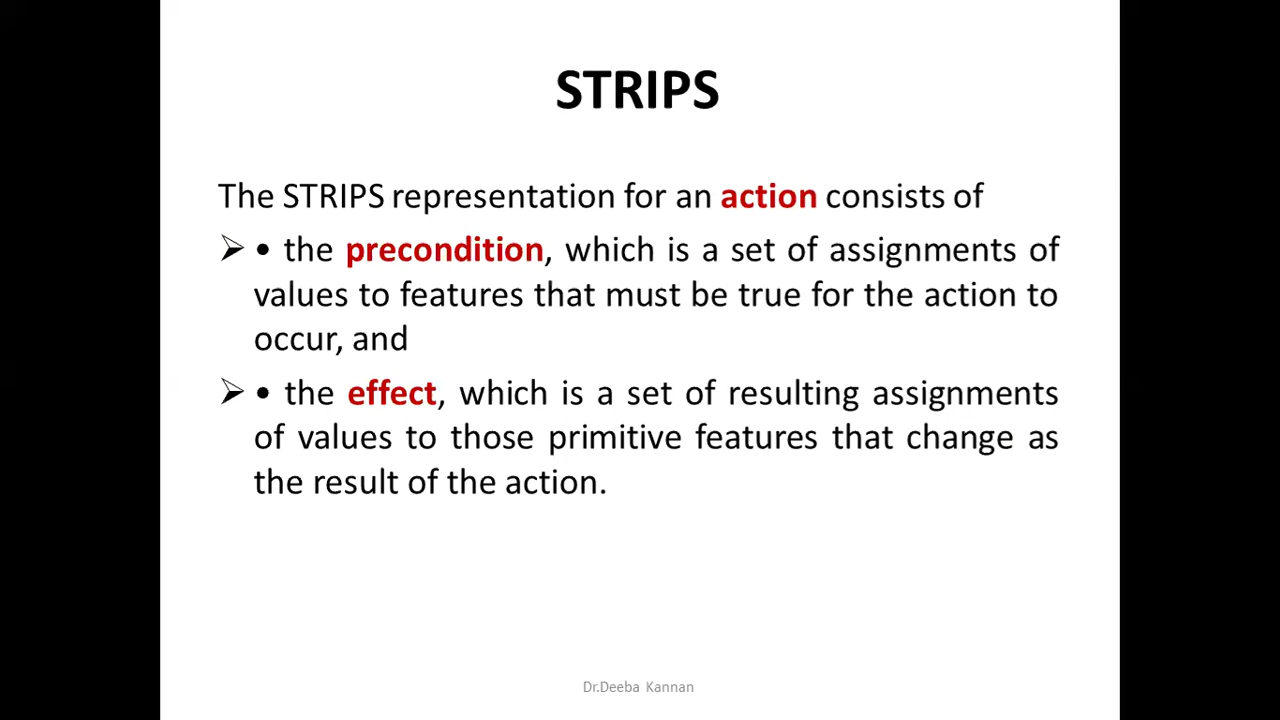 STRIPS
The STRIPS representation for an action consists of
➢ • the precondition, which is a set of assignments of
values to features that must be true for the action to
occur, and
➢ • the effect, which is a set of resulting assignments
of values to those primitive features that change as
the result of the action.
Dr.Deeba Kannan